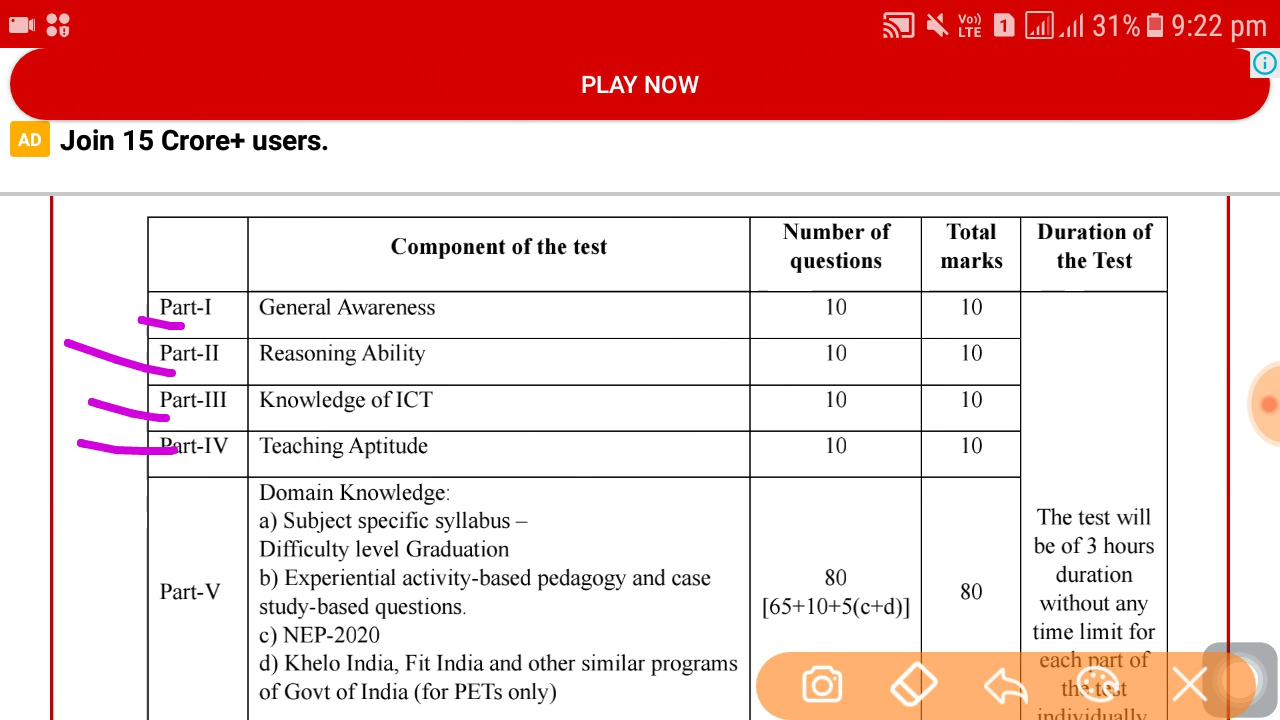 Vo)) LTE 1 31% 9:22 pm
PLAY NOW
AD Join 15 Crore+ users.
Component of the test
Number of questions
Total marks
Duration of the Test
Part-I General Awareness 10 10
Part-II Reasoning Ability 10 10
Part-III Knowledge of ICT 10 10
Part-IV Teaching Aptitude 10 10
Part-V
Domain Knowledge:
a) Subject specific syllabus –
Difficulty level Graduation
b) Experiential activity-based pedagogy and case
study-based questions.
c) NEP-2020
d) Khelo India, Fit India and other similar programs
of Govt of India (for PETs only)
80
[65+10+5(c+d)]
80
The test will
be of 3 hours
duration
without any
time limit for
each part of
the test
individually